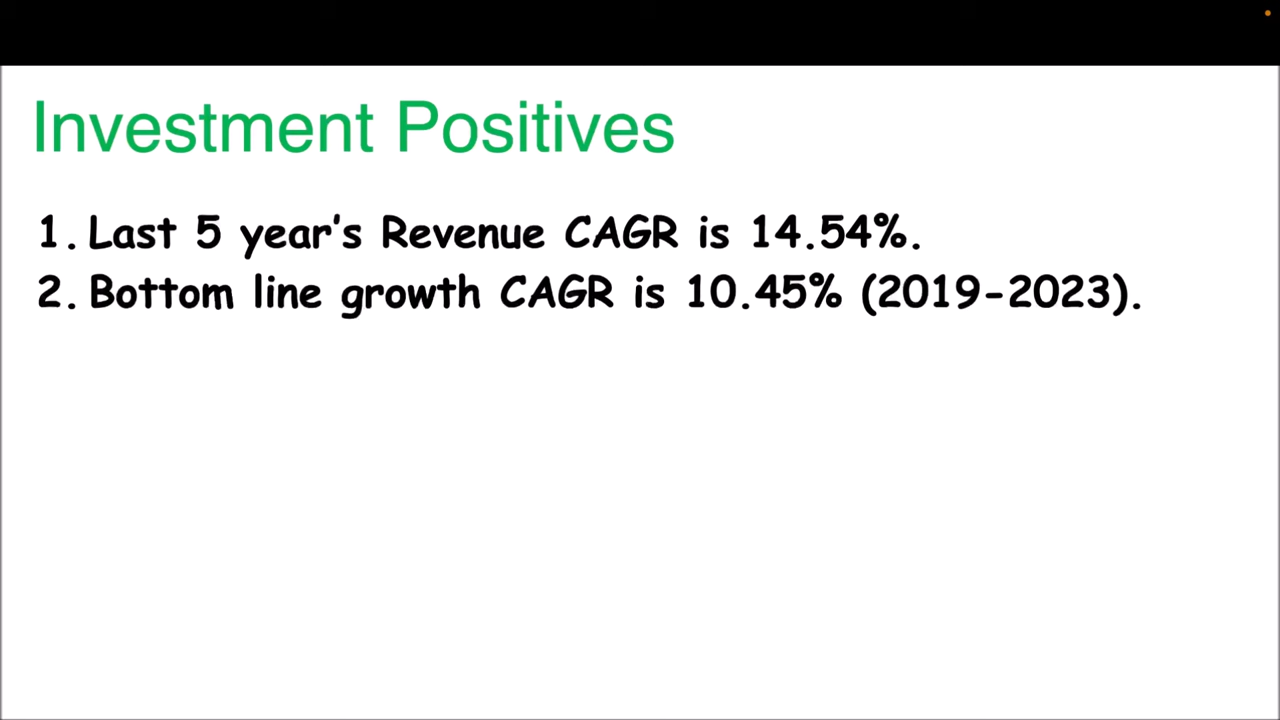 Investment Positives
1. Last 5 year's Revenue CAGR is 14.54%.
2. Bottom line growth CAGR is 10.45% (2019-2023).